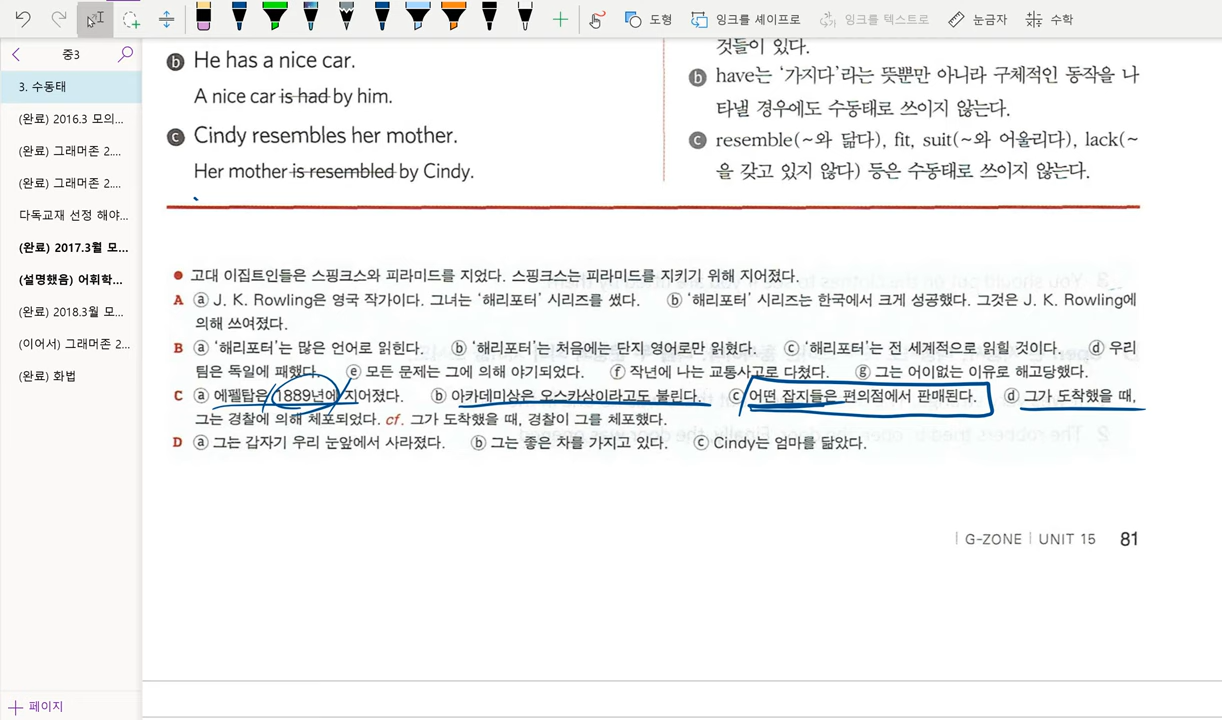 도형
잉크를 셰이프로
잉크를 텍스트로
눈금자
수학
중3
3. 수동태
(완료) 2016.3 모의...
(완료) 그래머존 2....
(완료) 그래머존 2....
다독교재 선정 해야...
(완료) 2017.3월 모...
(설명했음) 어휘학...
(완료) 2018.3월 모...
(이어서) 그래머존 2...
(완료) 화법
페이지
ⓑ He has a nice car.
A nice car is had by him.
ⓒ Cindy resembles her mother.
Her mother is resembled by Cindy.
것들이 있다.
ⓑ have는 ‘가지다’라는 뜻뿐만 아니라 구체적인 동작을 나
타낼 경우에도 수동태로 쓰이지 않는다.
ⓒ resemble(~와 닮다), fit, suit(~와 어울리다), lack(~
을 갖고 있지 않다) 등은 수동태로 쓰이지 않는다.
● 고대 이집트인들은 스핑크스와 피라미드를 지었다. 스핑크스는 피라미드를 지키기 위해 지어졌다.
A ⓐ J. K. Rowling은 영국 작가이다. 그녀는 ‘해리포터’ 시리즈를 썼다. ⓑ ‘해리포터’ 시리즈는 한국에서 크게 성공했다. 그것은 J. K. Rowling에
의해 쓰여졌다.
B ⓐ ‘해리포터’는 많은 언어로 읽힌다. ⓑ ‘해리포터’는 처음에는 단지 영어로만 읽혔다. ⓒ ‘해리포터’는 전 세계적으로 읽힐 것이다. ⓓ 우리
팀은 독일에 패했다. ⓔ 모든 문제는 그에 의해 야기되었다. ⓕ 작년에 나는 교통사고로 다쳤다. ⓖ 그는 어이없는 이유로 해고당했다.
C ⓐ 에펠탑은 1889년에 지어졌다. ⓑ 아카데미상은 오스카상이라고도 불린다. ⓒ 어떤 잡지들은 편의점에서 판매된다. ⓓ 그가 도착했을 때,
그는 경찰에 의해 체포되었다. cf. 그가 도착했을 때, 경찰이 그를 체포했다.
D ⓐ 그는 갑자기 우리 눈앞에서 사라졌다. ⓑ 그는 좋은 차를 가지고 있다. ⓒ Cindy는 엄마를 닮았다.
| G-ZONE | UNIT 15 81